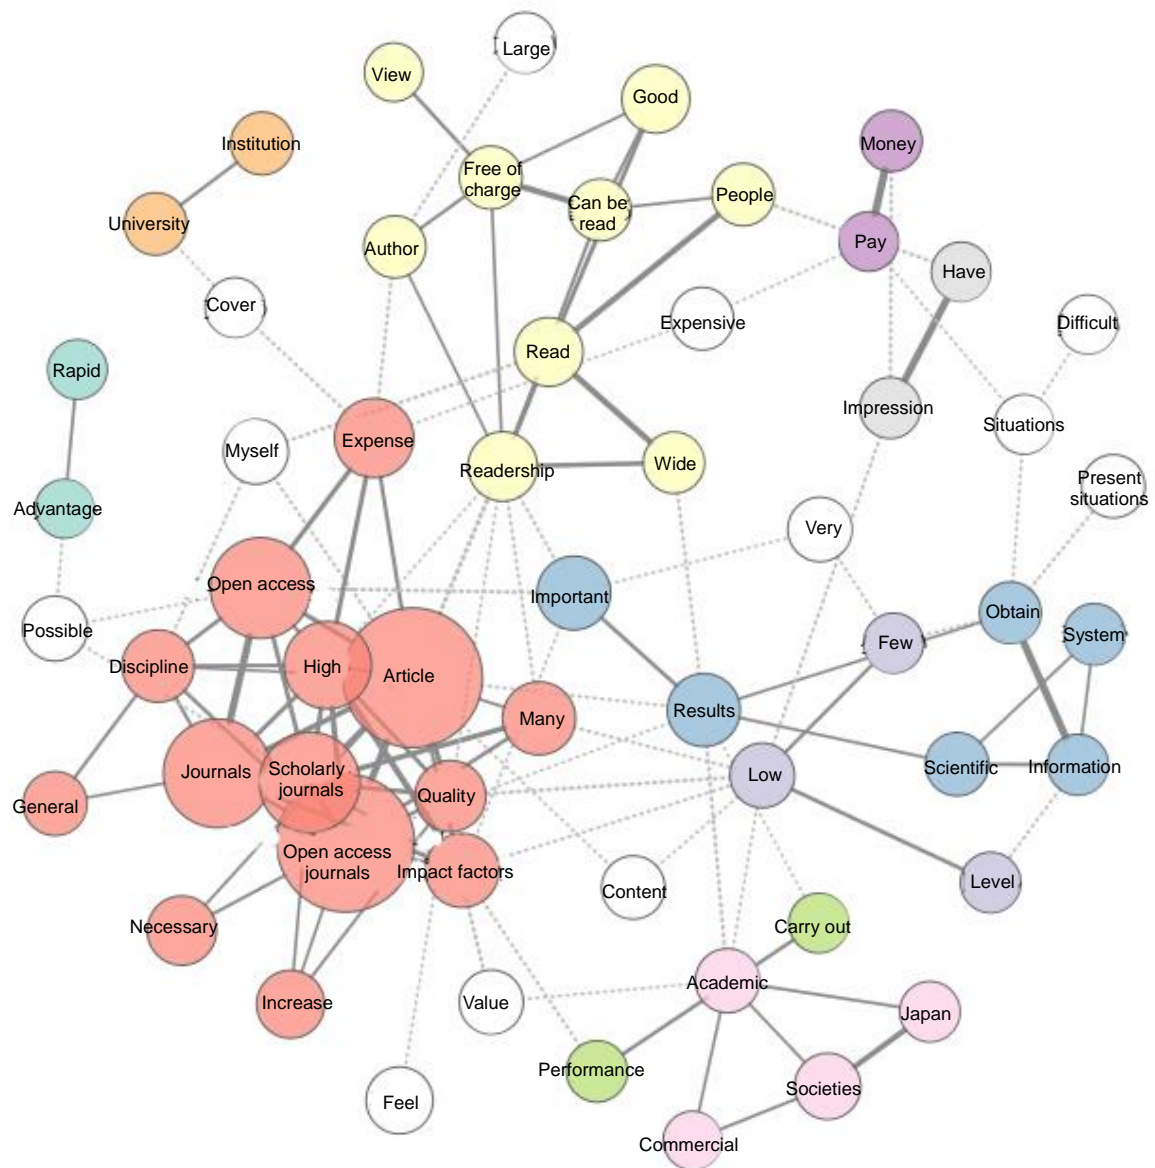 Large
View
Good
Institution
Money
Free of
charge
People
Can be
read
University
Author
Pay
Have
Cover
Expensive
Difficult
Read
Rapid
Impression
Situations
Expense
Myself
Readership
Wide
Present
situations
Advantage
Very
Open access
Important
Obtain
Possible
System
Few
Discipline
High
Article
Results
Many
Journals
Scholarly
journals
Low
Scientific
Information
Quality
General
Open access
journals
Impact factors
Level
Content
Necessary
Carry out
Academic
Increase
Value
Japan
Performance
Societies
Feel
Commercial